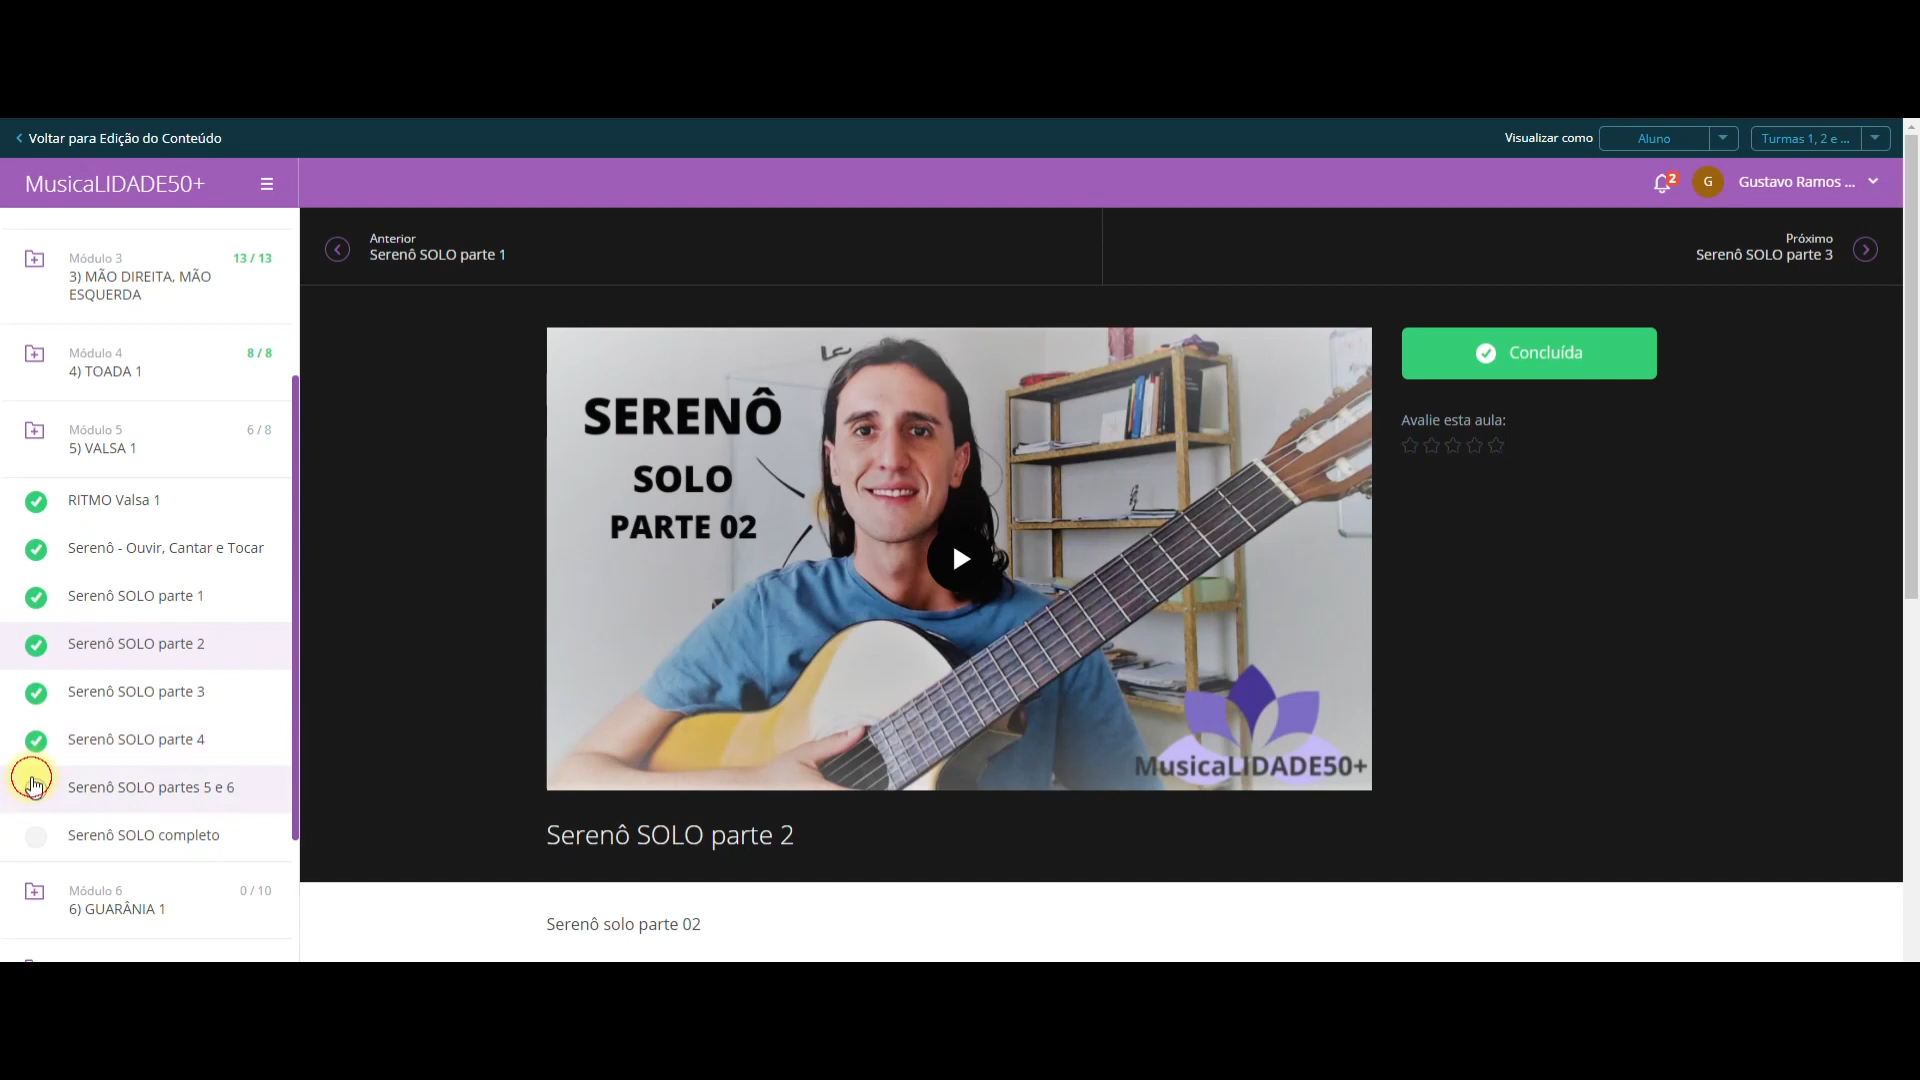 Voltar para Edição do Conteúdo
Visualizar como
Aluno
Turmas 1, 2 e ...
MusicaLIDADE50+
2
G
Gustavo Ramos ...
Anterior
Serenô SOLO parte 1
Próximo
Serenô SOLO parte 3
Módulo 3
13 / 13
3) MÃO DIREITA, MÃO
ESQUERDA
Módulo 4
8 / 8
4) TOADA 1
Módulo 5
6 / 8
5) VALSA 1
RITMO Valsa 1
Serenô - Ouvir, Cantar e Tocar
Serenô SOLO parte 1
Serenô SOLO parte 2
Serenô SOLO parte 3
Serenô SOLO parte 4
Serenô SOLO partes 5 e 6
Serenô SOLO completo
Módulo 6
0 / 10
6) GUARÂNIA 1
SERENÔ
SOLO
PARTE 02
MusicaLIDADE50+
Concluída
Avalie esta aula:
Serenô SOLO parte 2
Serenô solo parte 02